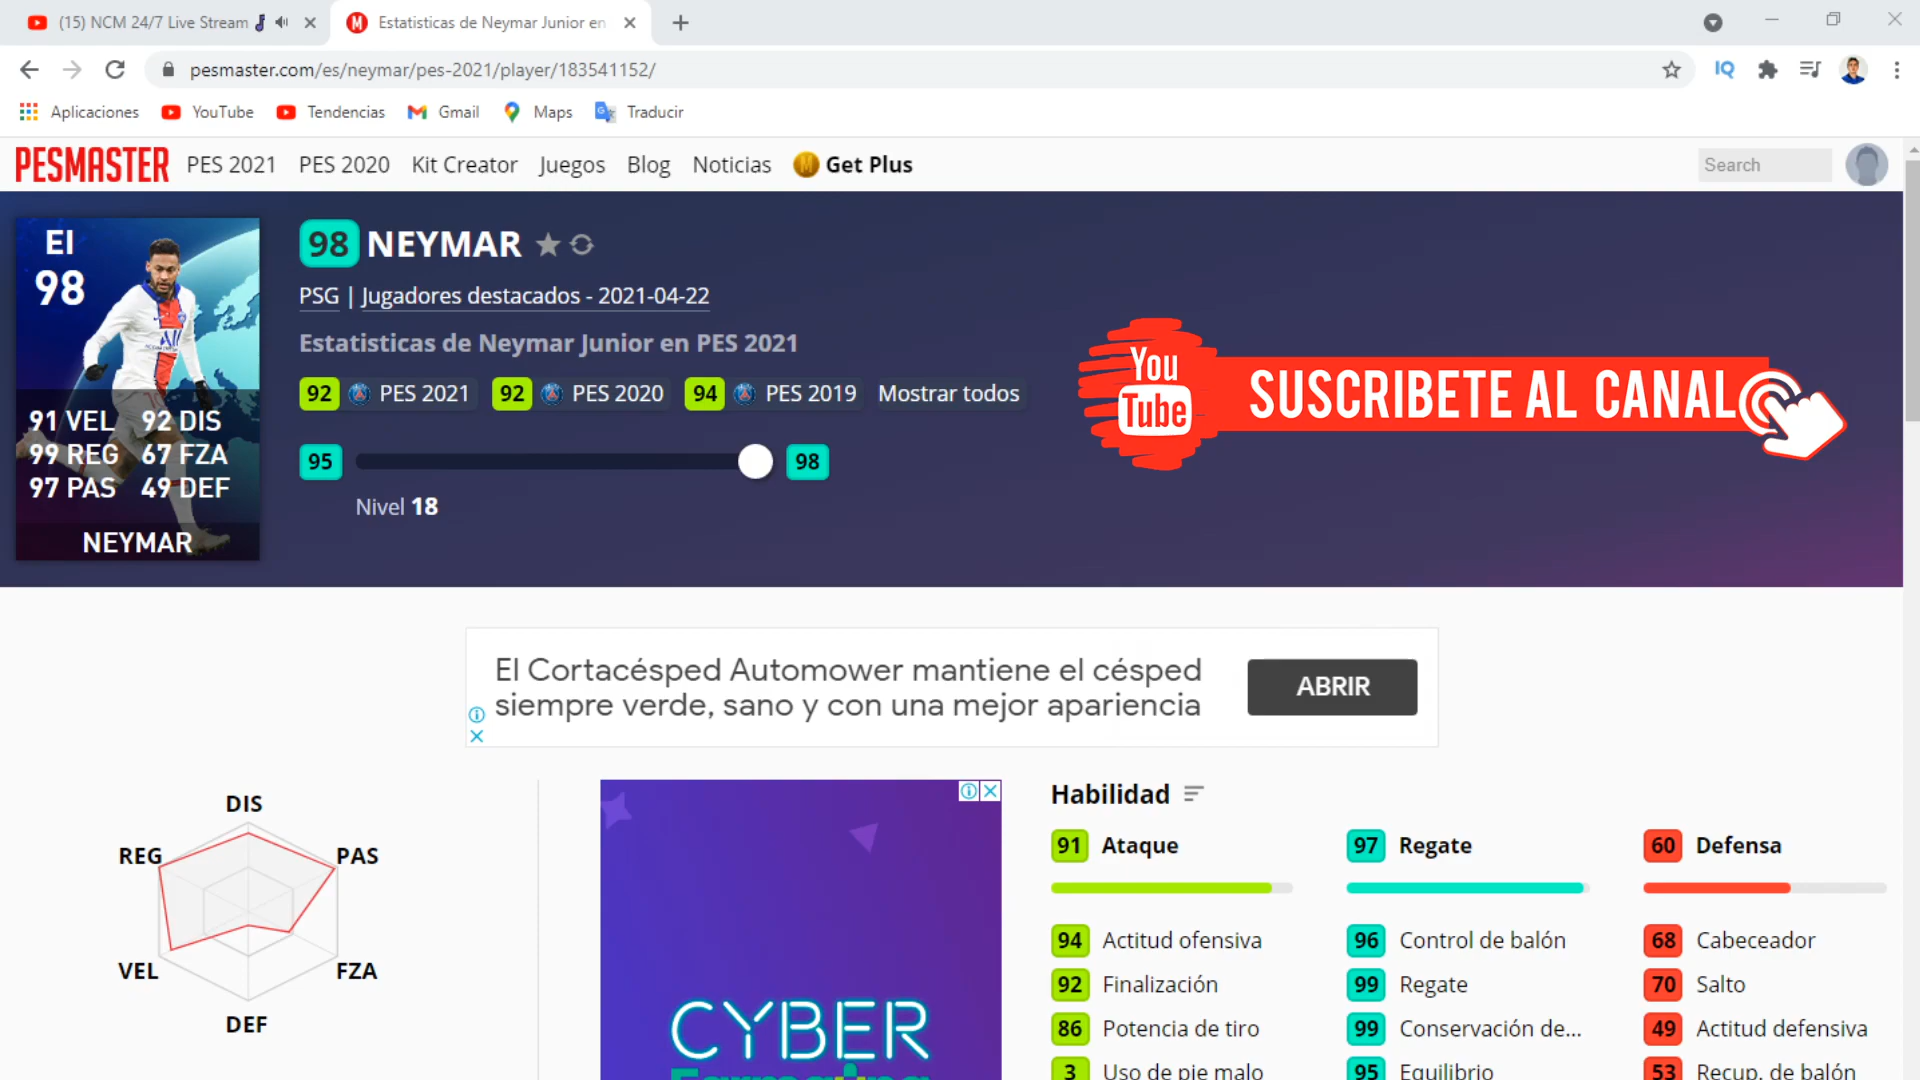 (15) NCM 24/7 Live Stream
Estatisticas de Neymar Junior en
pesmaster.com/es/neymar/pes-2021/player/183541152/
IQ
Aplicaciones
YouTube
Tendencias
Gmail
Maps
Traducir
PESMASTER
PES 2021
PES 2020
Kit Creator
Juegos
Blog
Noticias
Get Plus
Search
EI
98
91 VEL 92 DIS
99 REG 67 FZA
97 PAS 49 DEF
NEYMAR
98 NEYMAR
PSG | Jugadores destacados - 2021-04-22
Estatisticas de Neymar Junior en PES 2021
92 PES 2021 92 PES 2020 94 PES 2019 Mostrar todos
95 98
Nivel 18
You
Tube
SUSCRIBETE AL CANAL
El Cortacésped Automower mantiene el césped
siempre verde, sano y con una mejor apariencia
ABRIR
DIS
REG PAS
VEL FZA
DEF
CYBER
Habilidad
91 Ataque
94 Actitud ofensiva
92 Finalización
86 Potencia de tiro
3 Uso de pie malo
97 Regate
96 Control de balón
99 Regate
99 Conservación de...
95 Equilibrio
60 Defensa
68 Cabeceador
70 Salto
49 Actitud defensiva
53 Recup. de balón